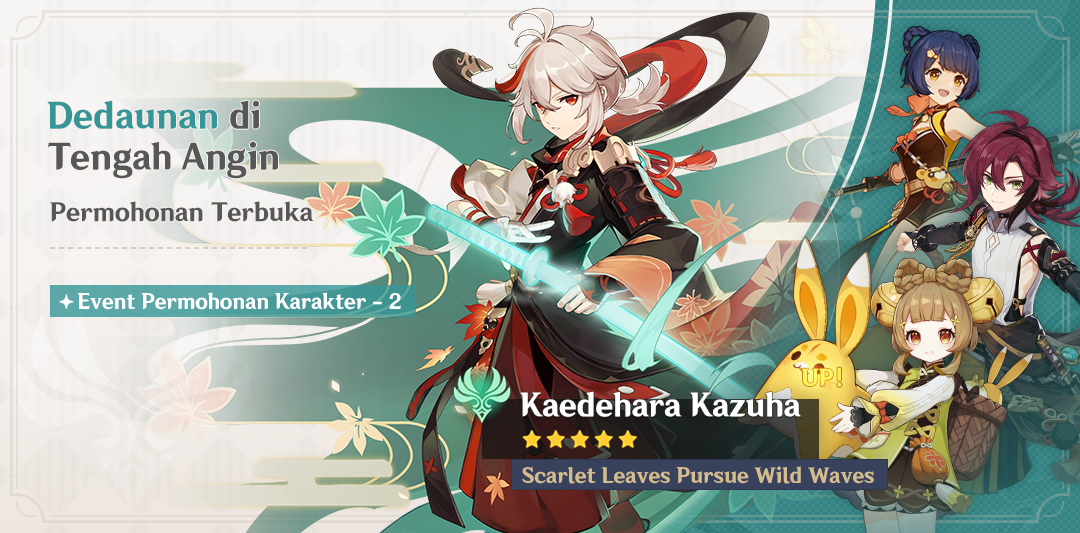 Dedaunan di
Tengah Angin
Permohonan Terbuka
Event Permohonan Karakter - 2
UP!
Kaedehara Kazuha
Scarlet Leaves Pursue Wild Waves